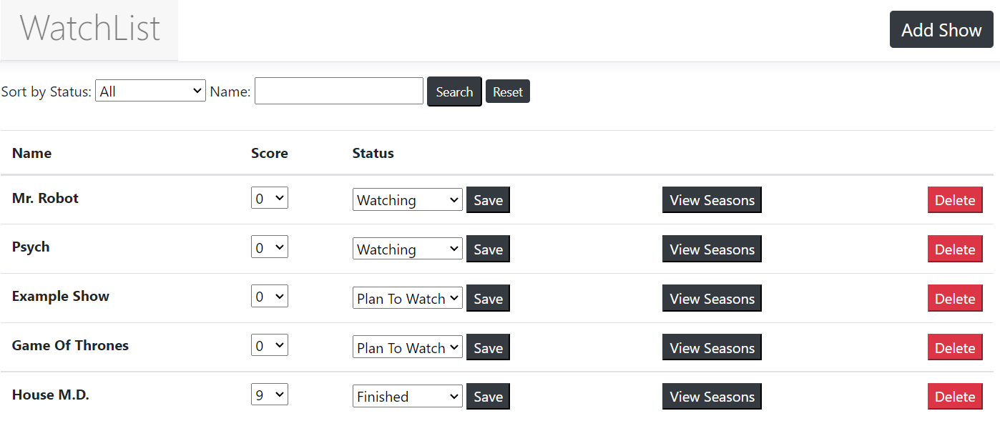 WatchList Add Show
Sort by Status: All Name: Search Reset
Name Score Status
Mr. Robot 0 Watching Save View Seasons Delete
Psych 0 Watching Save View Seasons Delete
Example Show 0 Plan To Watch Save View Seasons Delete
Game Of Thrones 0 Plan To Watch Save View Seasons Delete
House M.D. 9 Finished Save View Seasons Delete